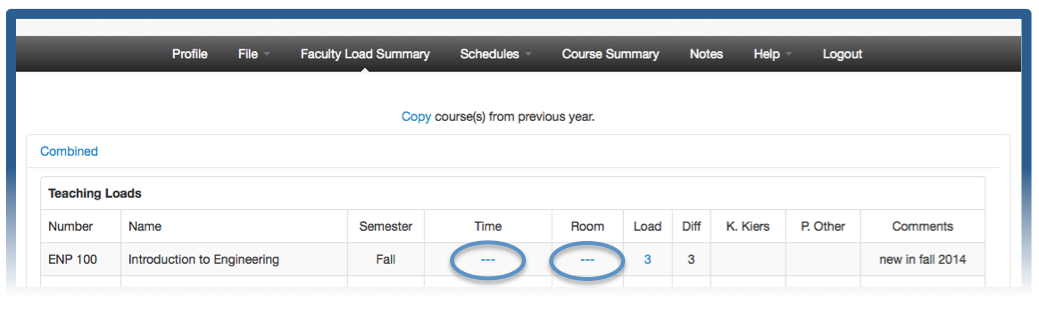 Profile File Faculty Load Summary Schedules Course Summary Notes Help Logout
Copy course(s) from previous year.
Combined
Teaching Loads
Number Name Semester Time Room Load Diff K. Kiers P. Other Comments
ENP 100 Introduction to Engineering Fall --- --- 3 3 new in fall 2014